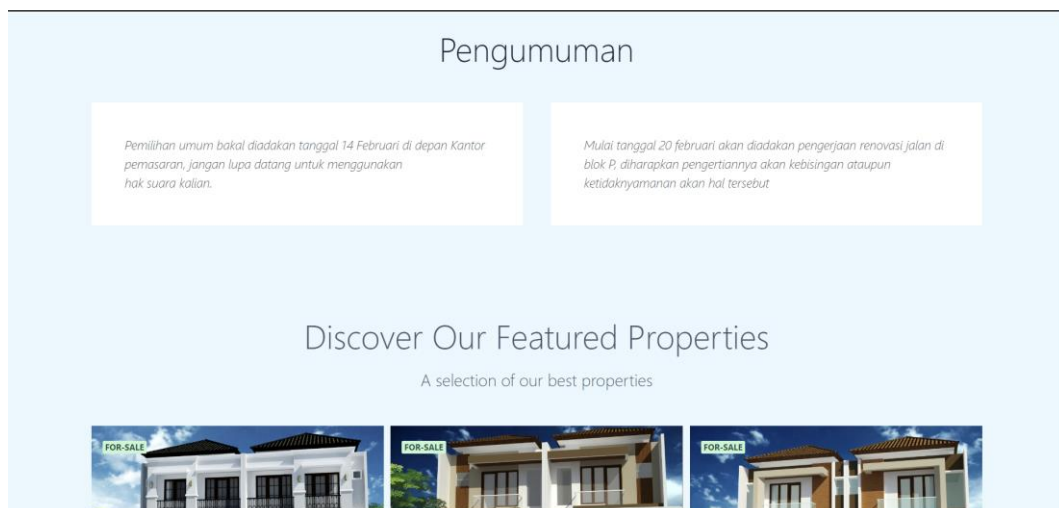 Pengumuman
Pemilihan umum bakal diadakan tanggal 14 Februari di depan Kantor
pemasaran, jangan lupa datang untuk menggunakan
hak suara kalian.
Mulai tanggal 20 februari akan diadakan pengerjaan renovasi jalan di
blok P, diharapkan pengertiannya akan kebisingan ataupun
ketidaknyamanan akan hal tersebut
Discover Our Featured Properties
A selection of our best properties
FOR-SALE
FOR-SALE
FOR-SALE